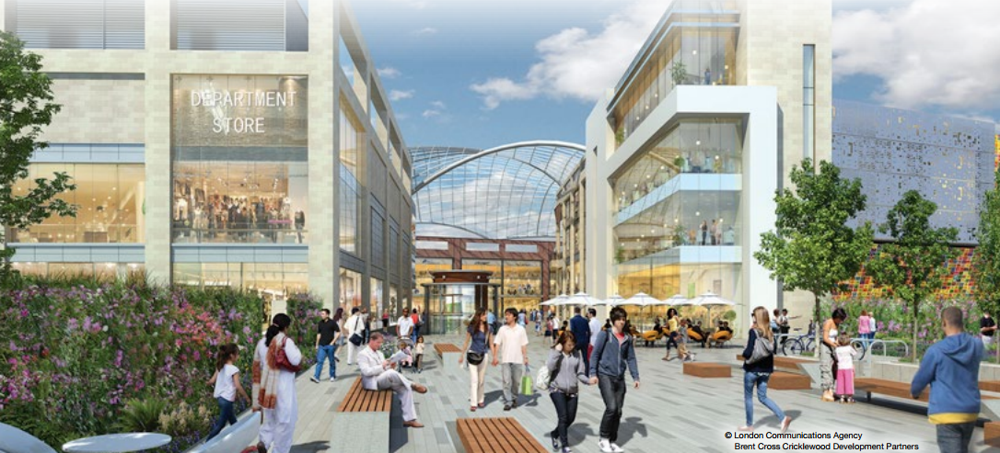 DEPARTMENT
STORE
© London Communications Agency
Brent Cross Cricklewood Development Partners